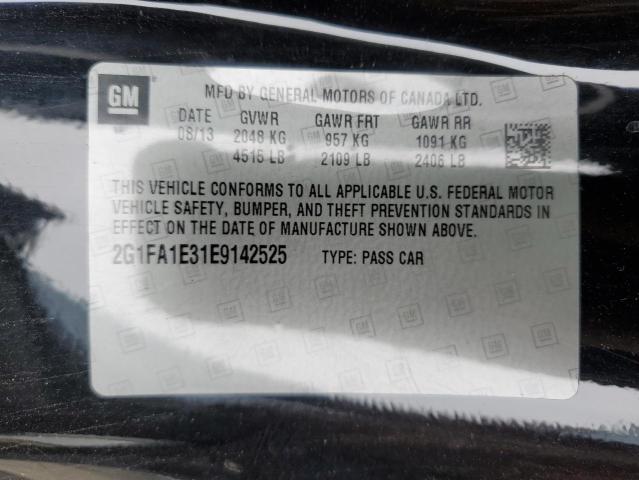 GM
MFD BY GENERAL MOTORS OF CANADA LTD.
DATE GVWR GAWR FRT GAWR RR
08/13 2048 KG 957 KG 1091 KG
4515 LB 2109 LB 2406 LB
THIS VEHICLE CONFORMS TO ALL APPLICABLE U.S. FEDERAL MOTOR
VEHICLE SAFETY, BUMPER, AND THEFT PREVENTION STANDARDS IN
EFFECT ON THE DATE OF MANUFACTURE SHOWN ABOVE.
2G1FA1E31E9142525 TYPE: PASS CAR